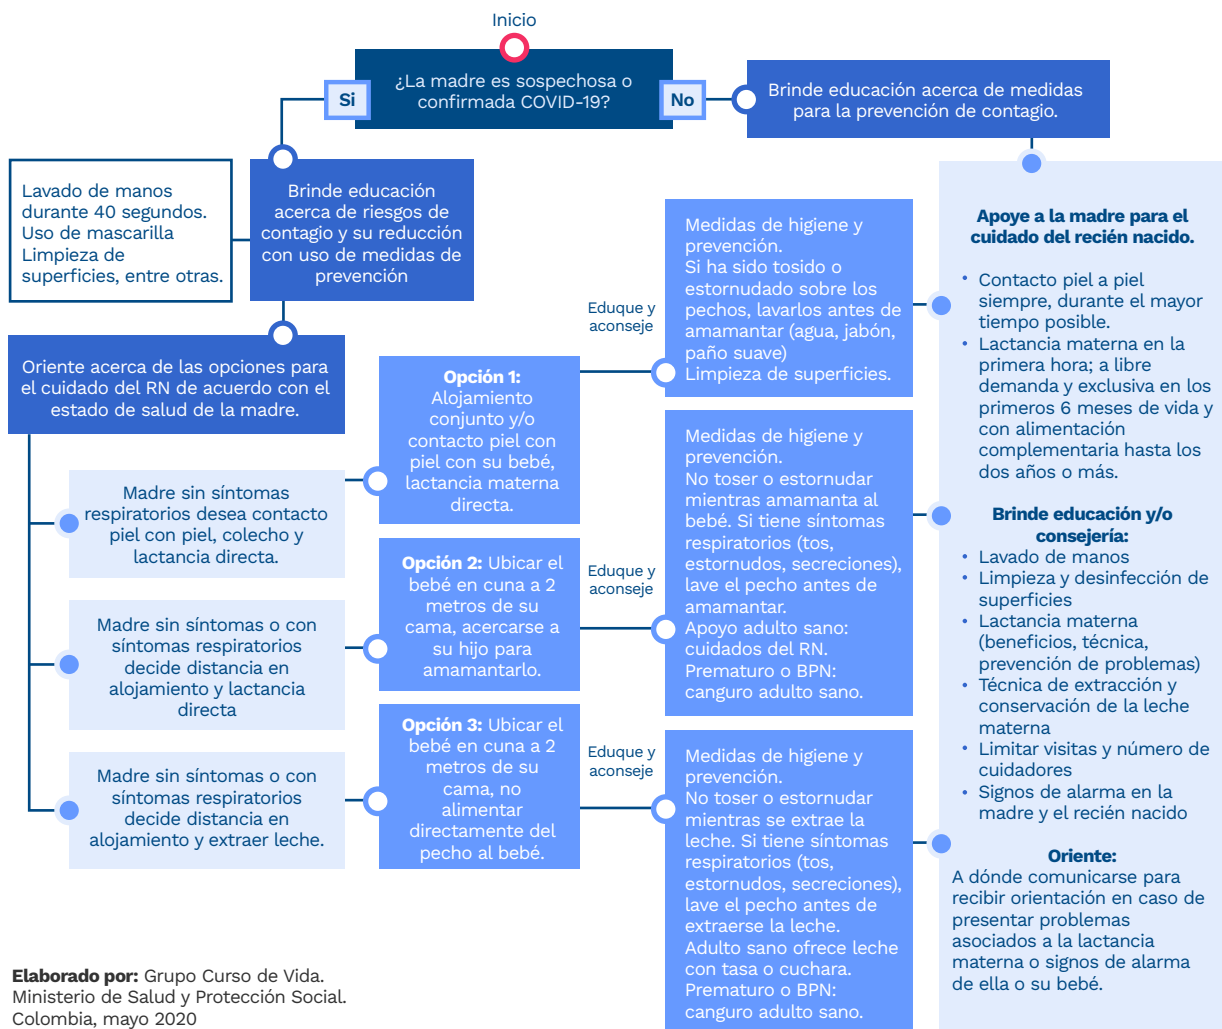 Inicio
¿La madre es sospechosa o
confirmada COVID-19?
Si
No
Brinde educación acerca de medidas
para la prevención de contagio.
Lavado de manos
durante 40 segundos.
Uso de mascarilla
Limpieza de
superficies, entre otras.
Brinde educación
acerca de riesgos de
contagio y su reducción
con uso de medidas de
prevención
Oriente acerca de las opciones para
el cuidado del RN de acuerdo con el
estado de salud de la madre.
Madre sin síntomas
respiratorios desea contacto
piel con piel, colecho y
lactancia directa.
Madre sin síntomas o con
síntomas respiratorios
decide distancia en
alojamiento y lactancia
directa
Madre sin síntomas o con
síntomas respiratorios
decide distancia en
alojamiento y extraer leche.
Opción 1:
Alojamiento
conjunto y/o
contacto piel con
piel con su bebé,
lactancia materna
directa.
Opción 2: Ubicar el
bebé en cuna a 2
metros de su
cama, acercarse a
su hijo para
amamantarlo.
Opción 3: Ubicar el
bebé en cuna a 2
metros de su
cama, no
alimentar
directamente del
pecho al bebé.
Eduque y
aconseje
Eduque y
aconseje
Eduque y
aconseje
Medidas de higiene y
prevención.
Si ha sido tosido o
estornudado sobre los
pechos, lavarlos antes de
amamantar (agua, jabón,
paño suave)
Limpieza de superficies.
Medidas de higiene y
prevención.
No toser o estornudar
mientras amamanta al
bebé. Si tiene síntomas
respiratorios (tos,
estornudos, secreciones),
lave el pecho antes de
amamantar.
Apoyo adulto sano:
cuidados del RN.
Prematuro o BPN:
canguro adulto sano.
Medidas de higiene y
prevención.
No toser o estornudar
mientras se extrae la
leche. Si tiene síntomas
respiratorios (tos,
estornudos, secreciones),
lave el pecho antes de
extraerse la leche.
Adulto sano ofrece leche
con tasa o cuchara.
Prematuro o BPN:
canguro adulto sano.
Apoye a la madre para el
cuidado del recién nacido.
• Contacto piel a piel
siempre, durante el mayor
tiempo posible.
• Lactancia materna en la
primera hora; a libre
demanda y exclusiva en los
primeros 6 meses de vida y
con alimentación
complementaria hasta los
dos años o más.
Brinde educación y/o
consejería:
• Lavado de manos
• Limpieza y desinfección de
superficies
• Lactancia materna
(beneficios, técnica,
prevención de problemas)
• Técnica de extracción y
conservación de la leche
materna
• Limitar visitas y número de
cuidadores
• Signos de alarma en la
madre y el recién nacido
Oriente:
A dónde comunicarse para
recibir orientación en caso de
presentar problemas
asociados a la lactancia
materna o signos de alarma
de ella o su bebé.
Elaborado por: Grupo Curso de Vida.
Ministerio de Salud y Protección Social.
Colombia, mayo 2020